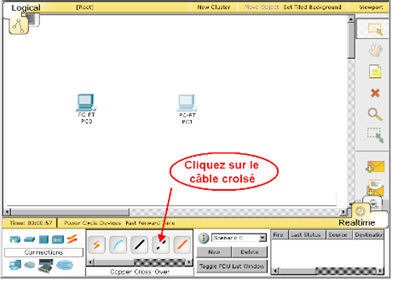 Logical
[Root]
New Cluster
Move Object
Set Tiled Background
Viewport
PC-PT
PC0
PC-PT
PC1
Cliquez sur le
câble croisé
Time: 00:00:57
Power Cycle Devices
Fast Forward Time
Realtime
Connections
Copper Cross-Over
Scenario 0
New
Delete
Toggle PDU List Window
Fire
Last Status
Source
Destinatio